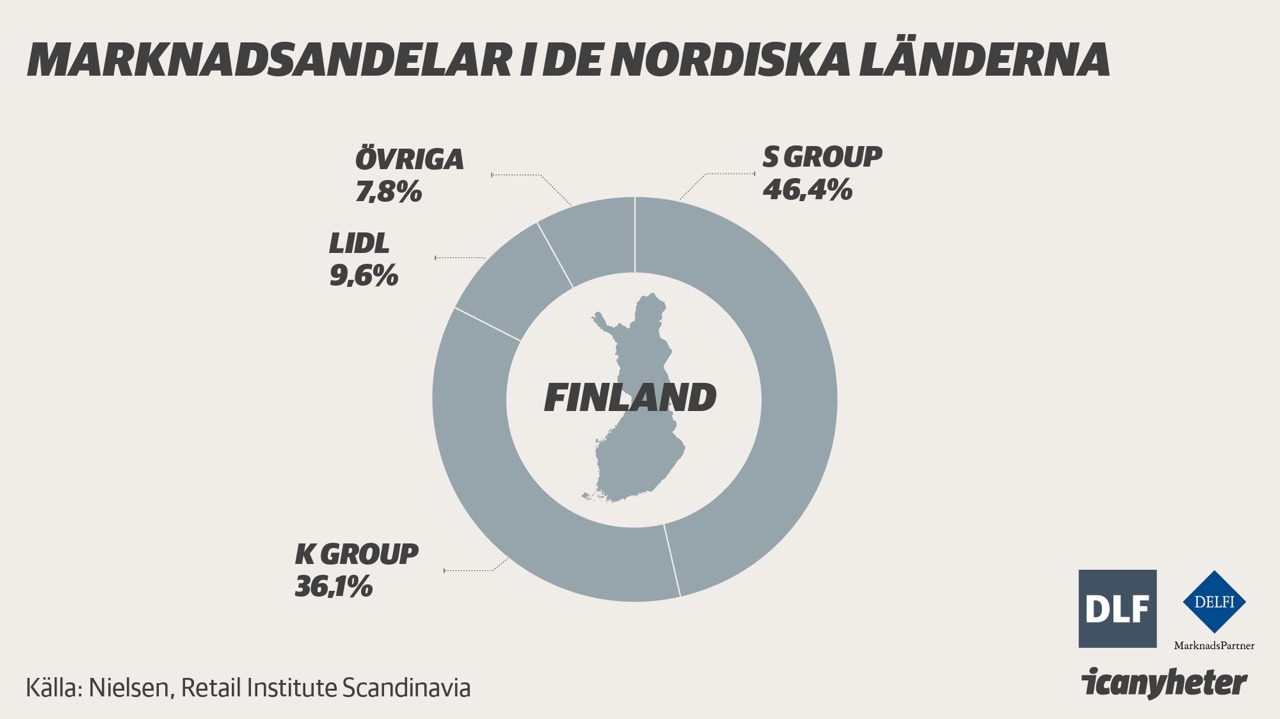 MARKNADSANDELAR I DE NORDISKA LÄNDERNA
ÖVRIGA
7,8%
S GROUP
46,4%
LIDL
9,6%
FINLAND
K GROUP
36,1%
DLF
DELFI
MarknadsPartner
icanyheter
Källa: Nielsen, Retail Institute Scandinavia